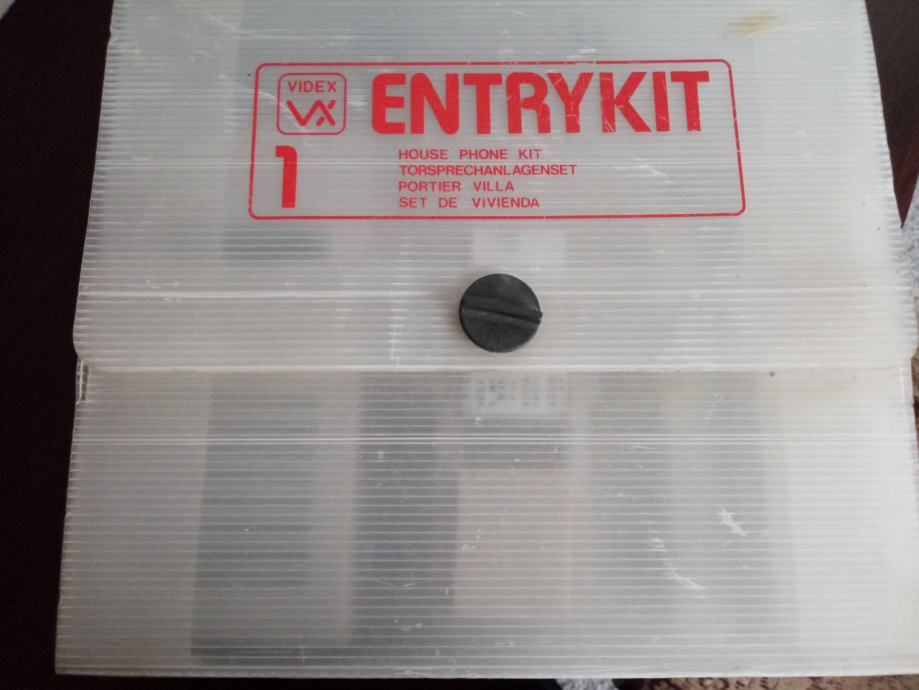 VIDEX
VX
ENTRYKIT
1
HOUSE PHONE KIT
TORSPRECHANLAGENSET
PORTIER VILLA
SET DE VIVIENDA